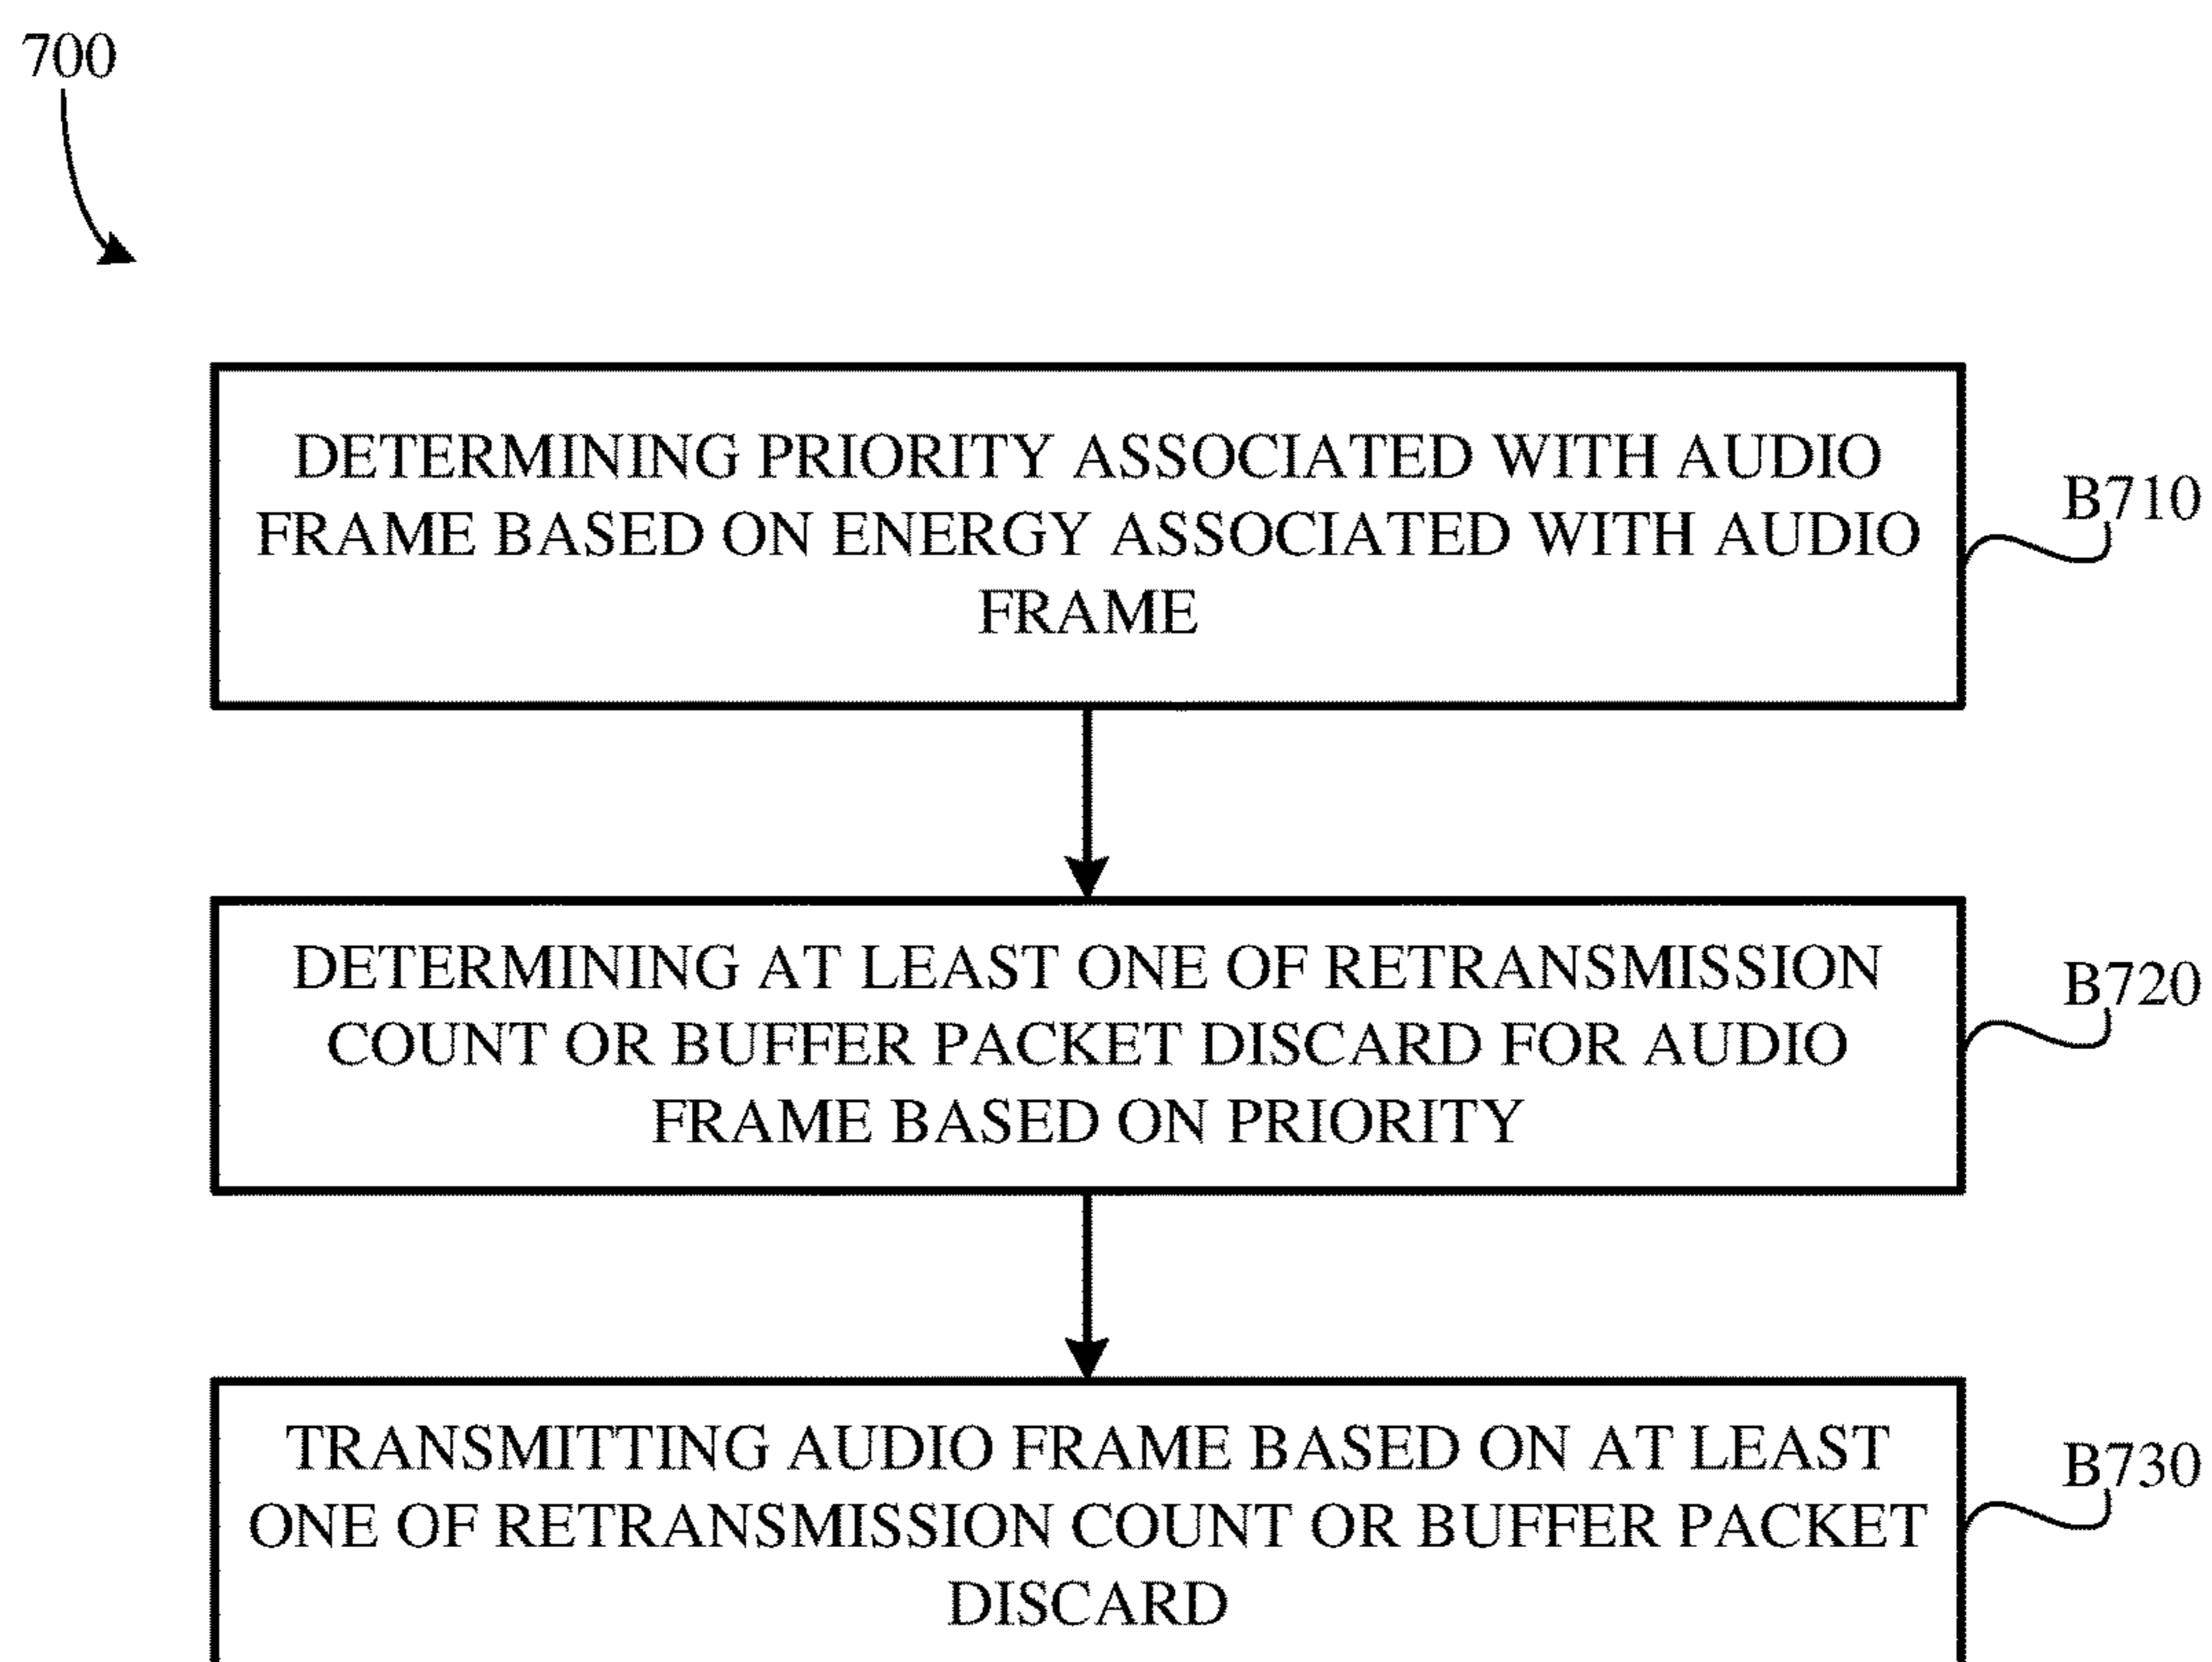 700
DETERMINING PRIORITY ASSOCIATED WITH AUDIO
FRAME BASED ON ENERGY ASSOCIATED WITH AUDIO
FRAME
B710
DETERMINING AT LEAST ONE OF RETRANSMISSION
COUNT OR BUFFER PACKET DISCARD FOR AUDIO
FRAME BASED ON PRIORITY
B720
TRANSMITTING AUDIO FRAME BASED ON AT LEAST
ONE OF RETRANSMISSION COUNT OR BUFFER PACKET
DISCARD
B730